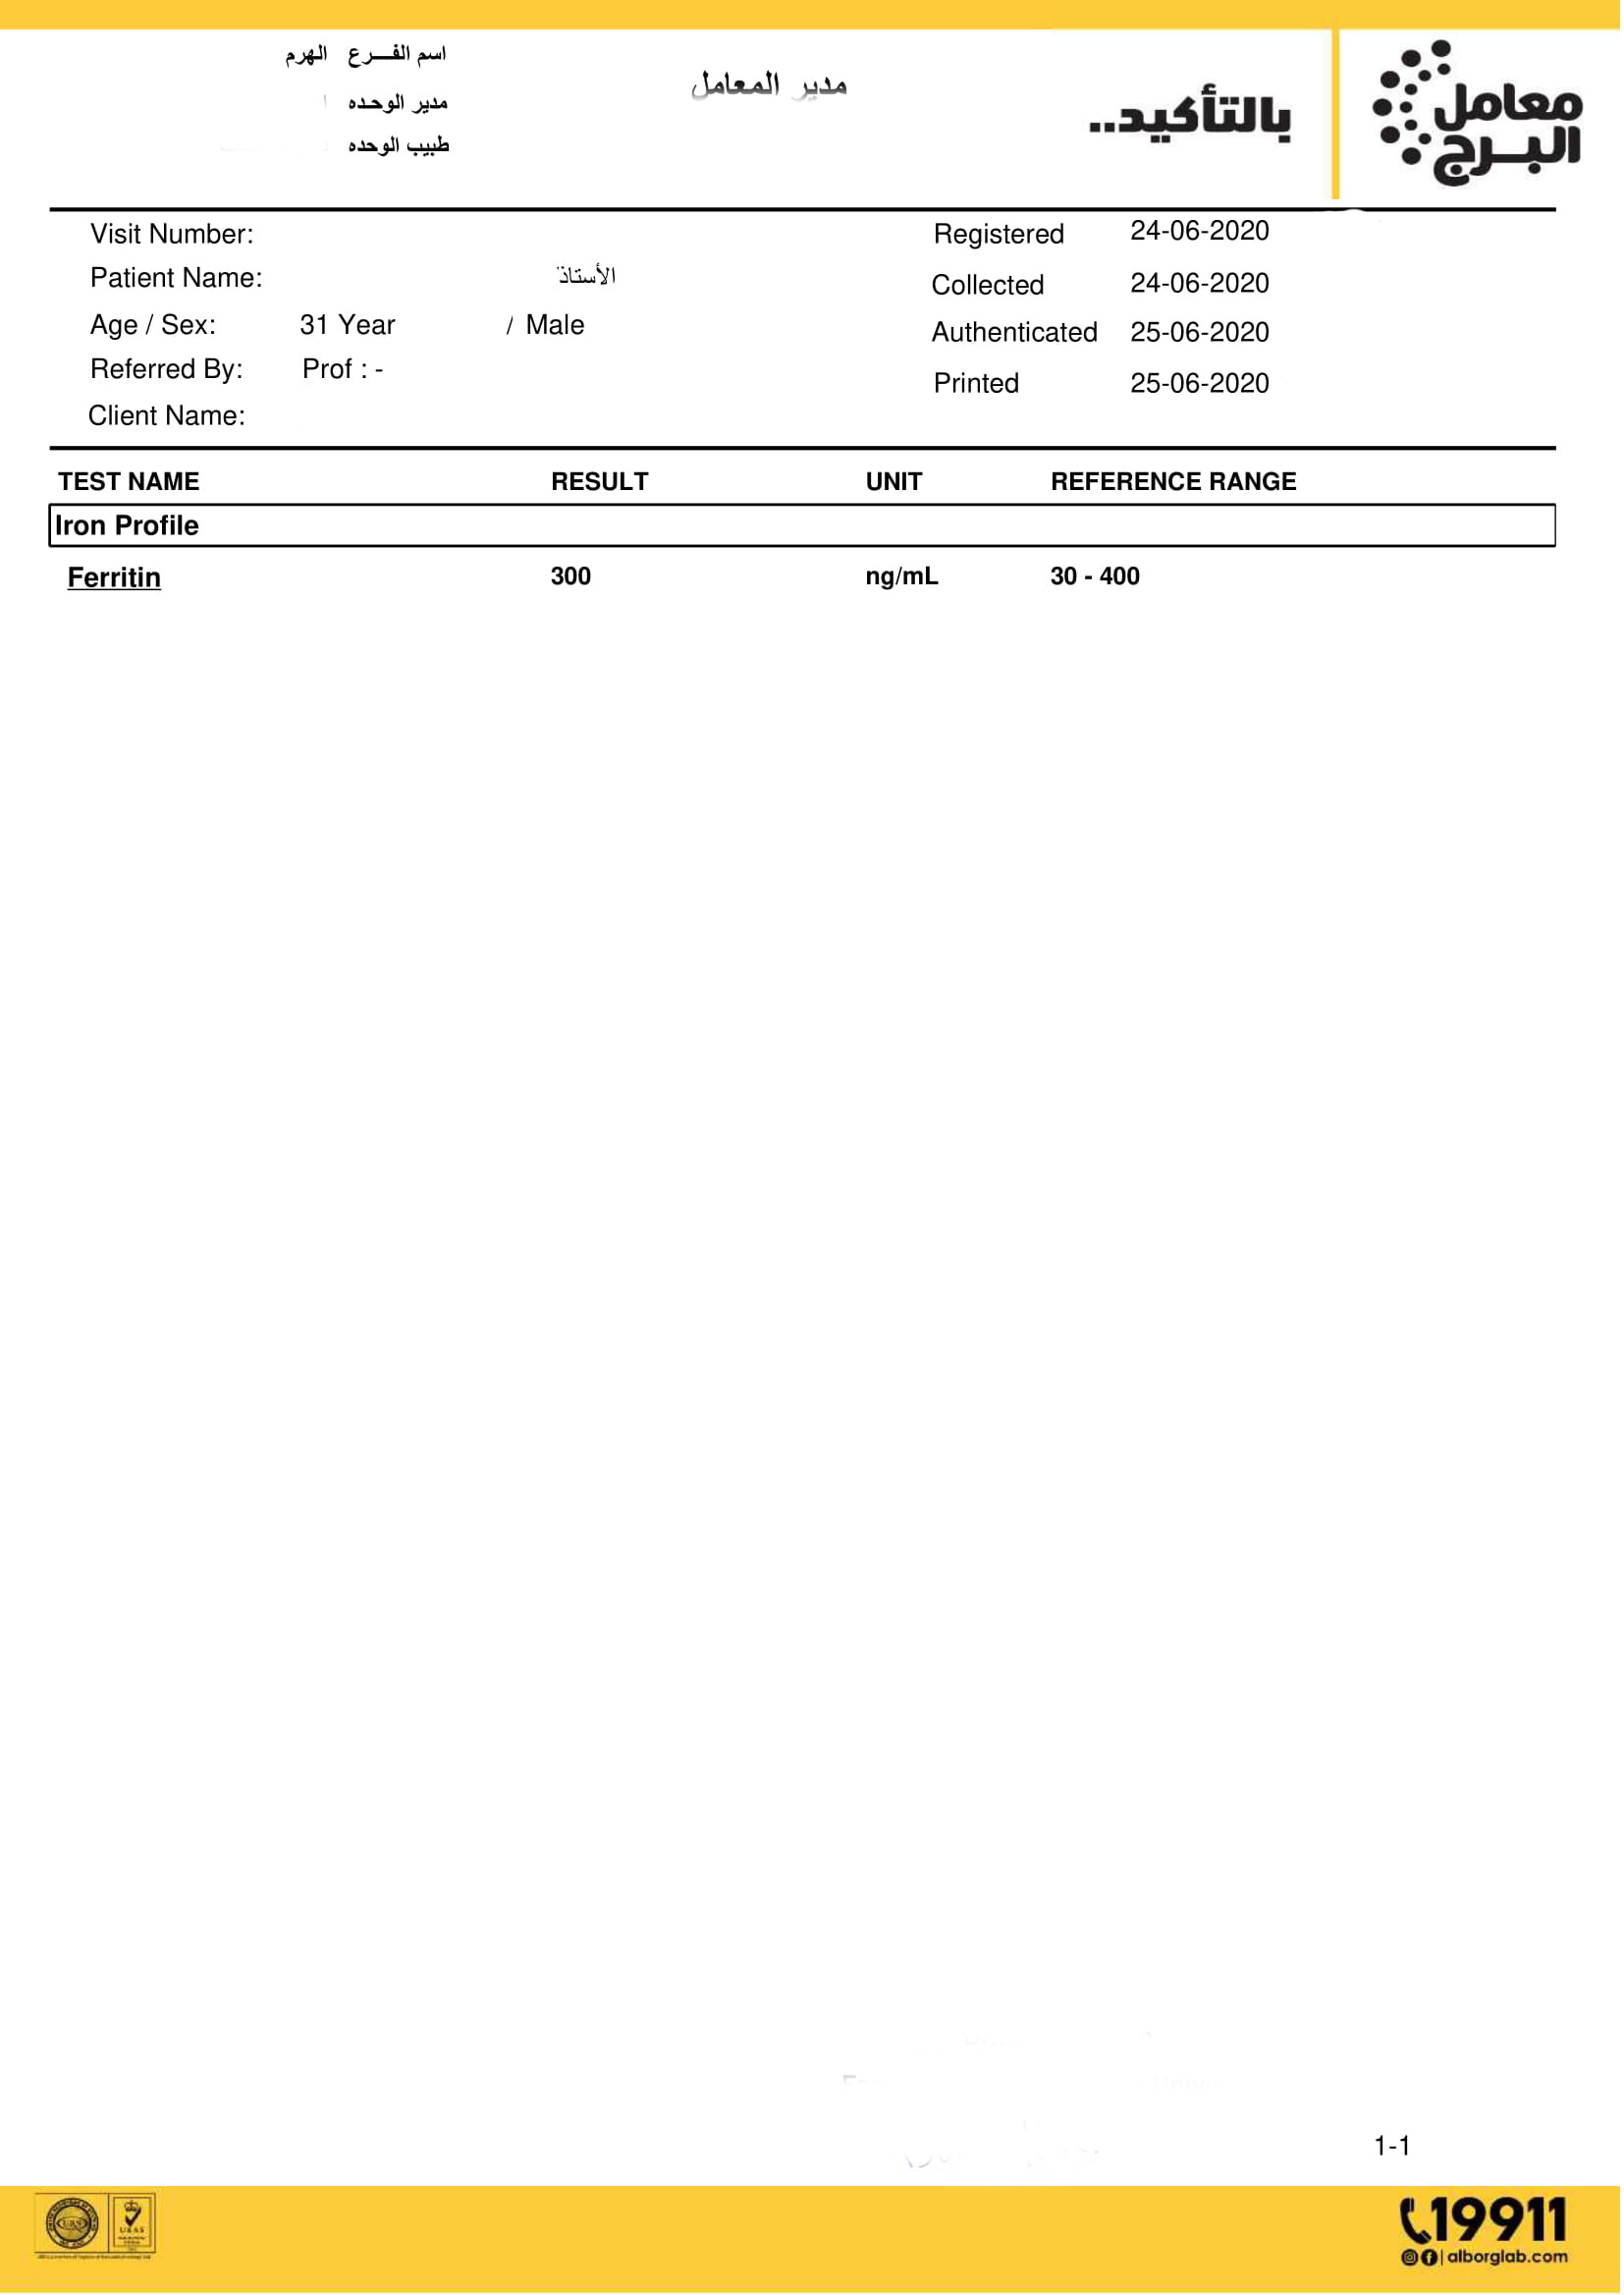 اسم الفـــرع الهرم
مدير الوحده
طبيب الوحده
مدير المعامل
بالتأكيد..
معامل
البرج
Visit Number:
Patient Name: الأستاذ
Age / Sex: 31 Year / Male
Referred By: Prof : -
Client Name:
Registered 24-06-2020
Collected 24-06-2020
Authenticated 25-06-2020
Printed 25-06-2020
TEST NAME RESULT UNIT REFERENCE RANGE
Iron Profile
Ferritin 300 ng/mL 30 - 400
1-1
URS
UKAS
19911
alborglab.com